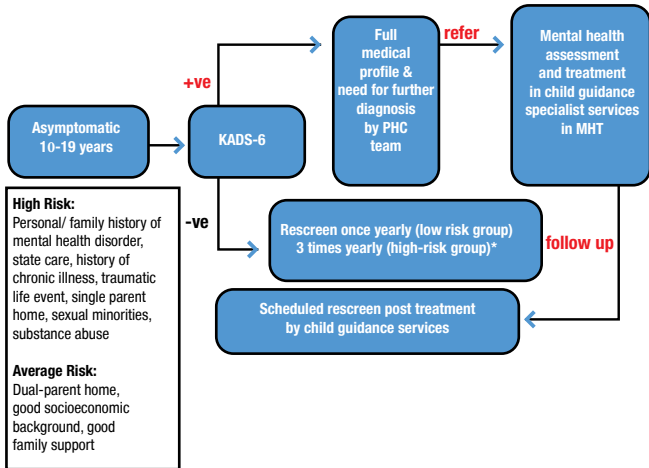 Asymptomatic
10-19 years
KADS-6
+ve
Full
medical
profile &
need for further
diagnosis
by PHC
team
refer
Mental health
assessment
and treatment
in child guidance
specialist services
in MHT
-ve
Rescreen once yearly (low risk group)
3 times yearly (high-risk group)*
follow up
Scheduled rescreen post treatment
by child guidance services
High Risk:
Personal/ family history of
mental health disorder,
state care, history of
chronic illness, traumatic
life event, single parent
home, sexual minorities,
substance abuse
Average Risk:
Dual-parent home,
good socioeconomic
background, good
family support